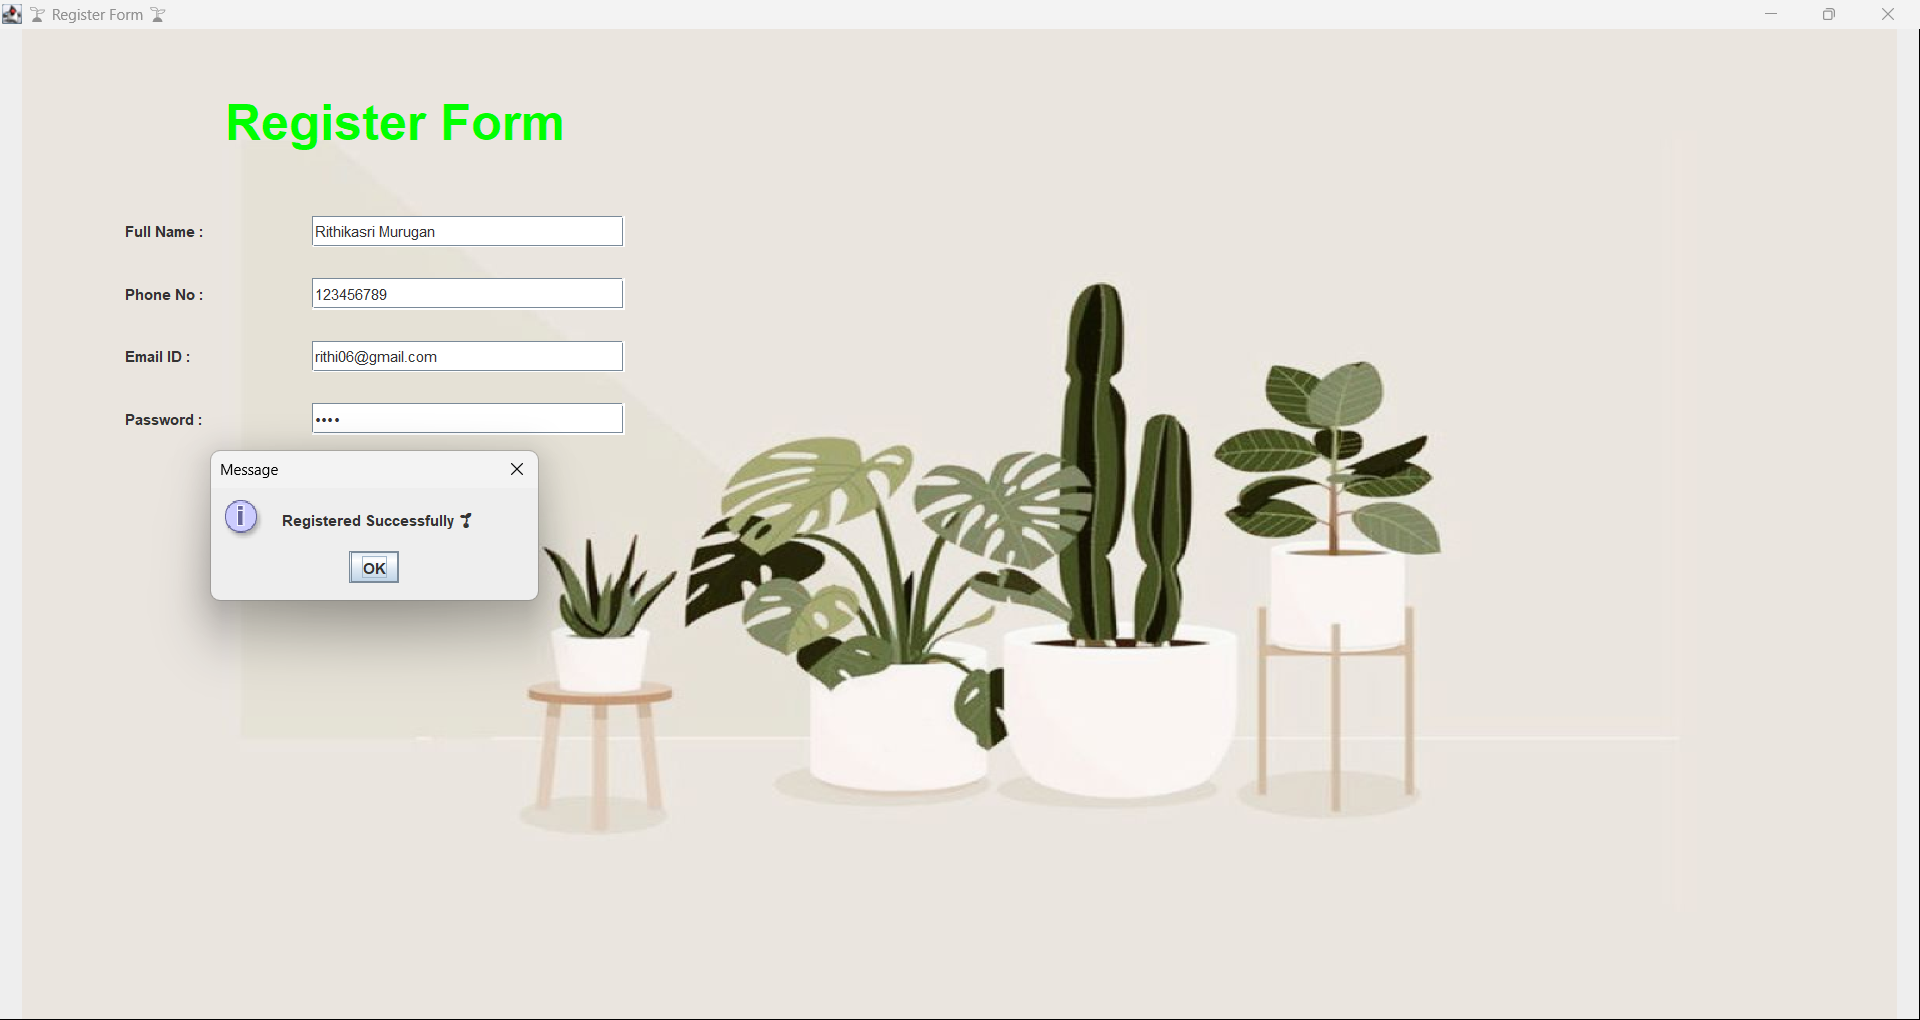 Register Form
Register Form
Full Name :
Rithikasri Murugan
Phone No :
123456789
Email ID :
rithi06@gmail.com
Password :
••••
Message
Registered Successfully
OK